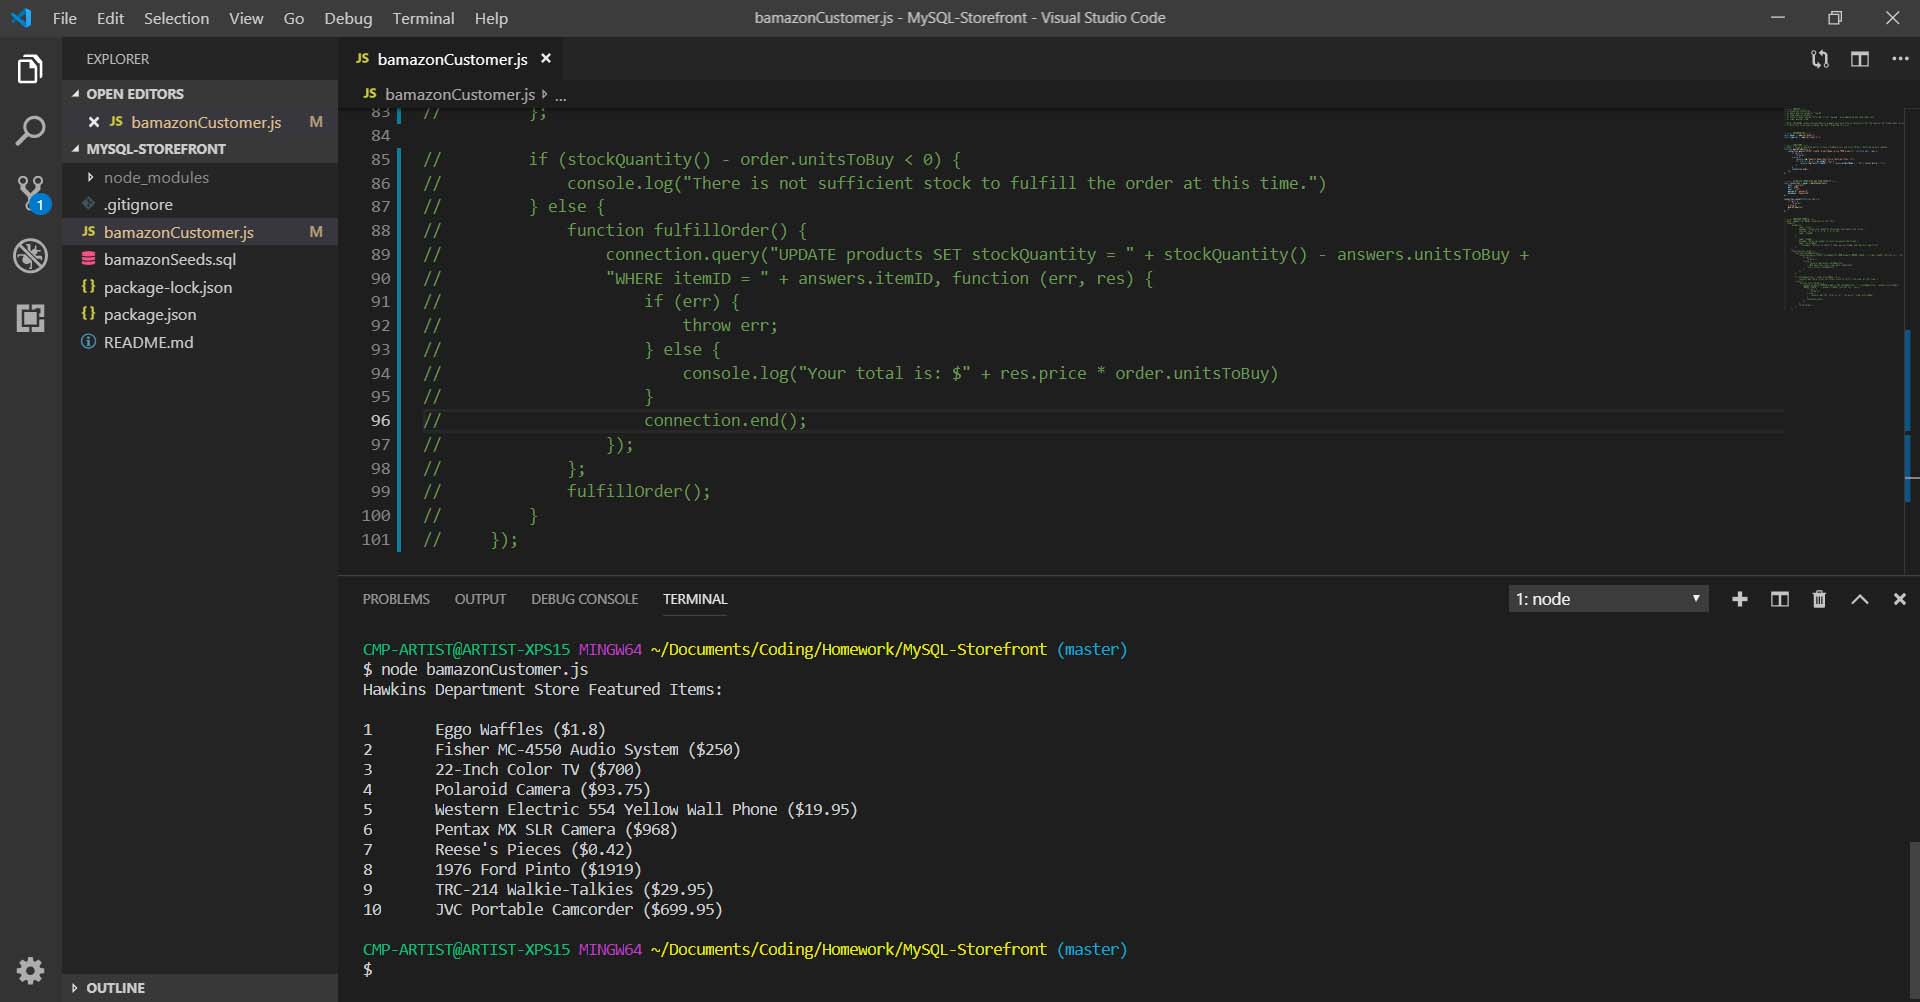 File Edit Selection View Go Debug Terminal Help
bamazonCustomer.js - MySQL-Storefront - Visual Studio Code
EXPLORER
OPEN EDITORS
JS bamazonCustomer.js M
MYSQL-STOREFRONT
node_modules
.gitignore
JS bamazonCustomer.js M
bamazonSeeds.sql
{} package-lock.json
{} package.json
README.md
OUTLINE
1
JS bamazonCustomer.js
JS bamazonCustomer.js ...
83 // };
84
85 // if (stockQuantity() - order.unitsToBuy < 0) {
86 // console.log("There is not sufficient stock to fulfill the order at this time.")
87 // } else {
88 // function fulfillOrder() {
89 // connection.query("UPDATE products SET stockQuantity = " + stockQuantity() - answers.unitsToBuy +
90 // "WHERE itemID = " + answers.itemID, function (err, res) {
91 // if (err) {
92 // throw err;
93 // } else {
94 // console.log("Your total is: $" + res.price * order.unitsToBuy)
95 // }
96 // connection.end();
97 // });
98 // };
99 // fulfillOrder();
100 // }
101 // });
PROBLEMS OUTPUT DEBUG CONSOLE TERMINAL
1: node
CMP-ARTIST@ARTIST-XPS15 MINGW64 ~/Documents/Coding/Homework/MySQL-Storefront (master)
$ node bamazonCustomer.js
Hawkins Department Store Featured Items:
1 Eggo Waffles ($1.8)
2 Fisher MC-4550 Audio System ($250)
3 22-Inch Color TV ($700)
4 Polaroid Camera ($93.75)
5 Western Electric 554 Yellow Wall Phone ($19.95)
6 Pentax MX SLR Camera ($968)
7 Reese's Pieces ($0.42)
8 1976 Ford Pinto ($1919)
9 TRC-214 Walkie-Talkies ($29.95)
10 JVC Portable Camcorder ($699.95)
CMP-ARTIST@ARTIST-XPS15 MINGW64 ~/Documents/Coding/Homework/MySQL-Storefront (master)
$